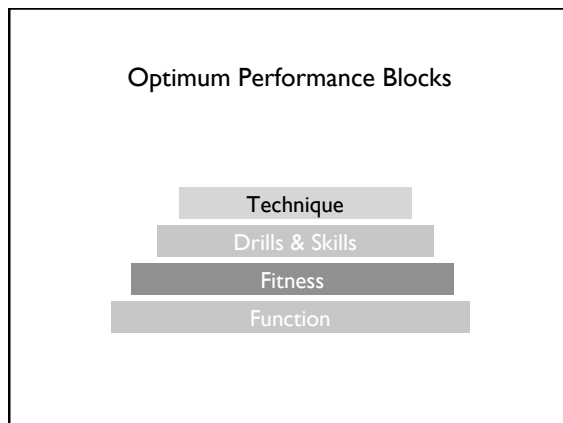 Optimum Performance Blocks
Technique
Drills & Skills
Fitness
Function